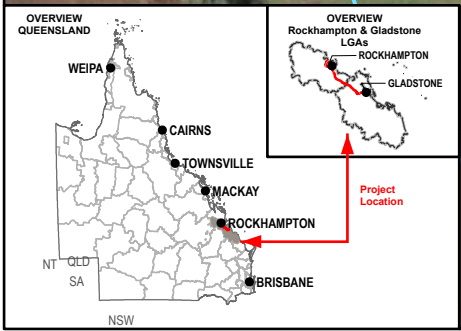 OVERVIEW
QUEENSLAND
WEIPA
CAIRNS
TOWNSVILLE
MACKAY
ROCKHAMPTON
BRISBANE
NT
QLD
SA
NSW
OVERVIEW
Rockhampton & Gladstone
LGAs
ROCKHAMPTON
GLADSTONE
Project
Location